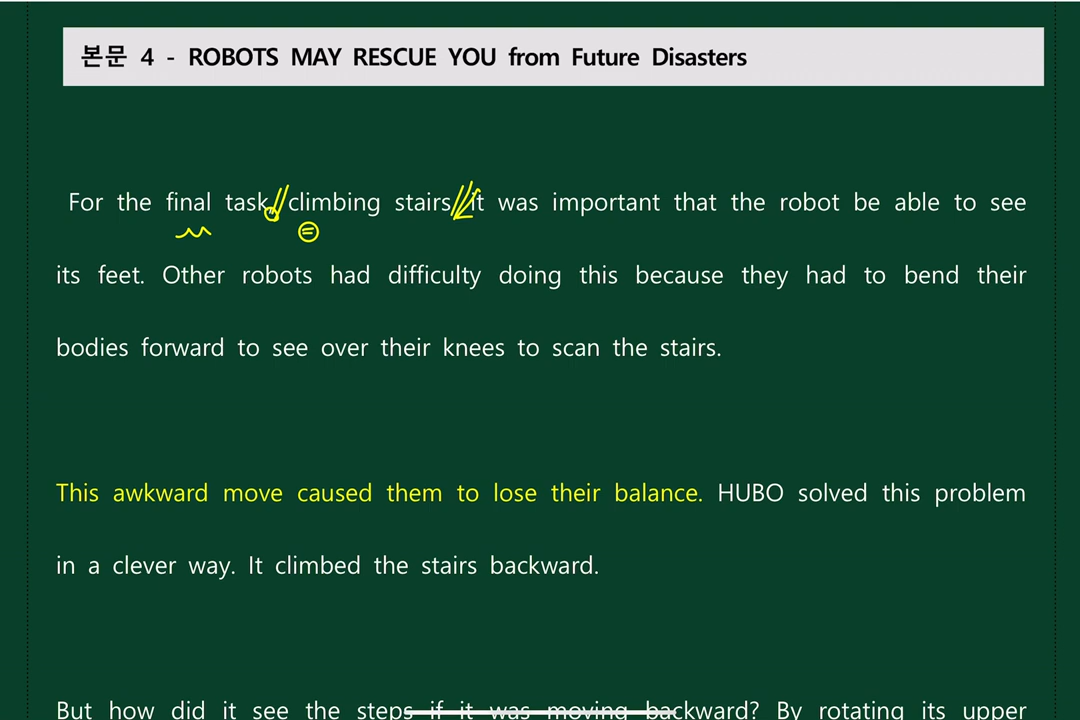 본문 4 - ROBOTS MAY RESCUE YOU from Future Disasters
For the final task, climbing stairs, it was important that the robot be able to see
its feet. Other robots had difficulty doing this because they had to bend their
bodies forward to see over their knees to scan the stairs.
This awkward move caused them to lose their balance. HUBO solved this problem
in a clever way. It climbed the stairs backward.
But how did it see the steps if it was moving backward? By rotating its upper